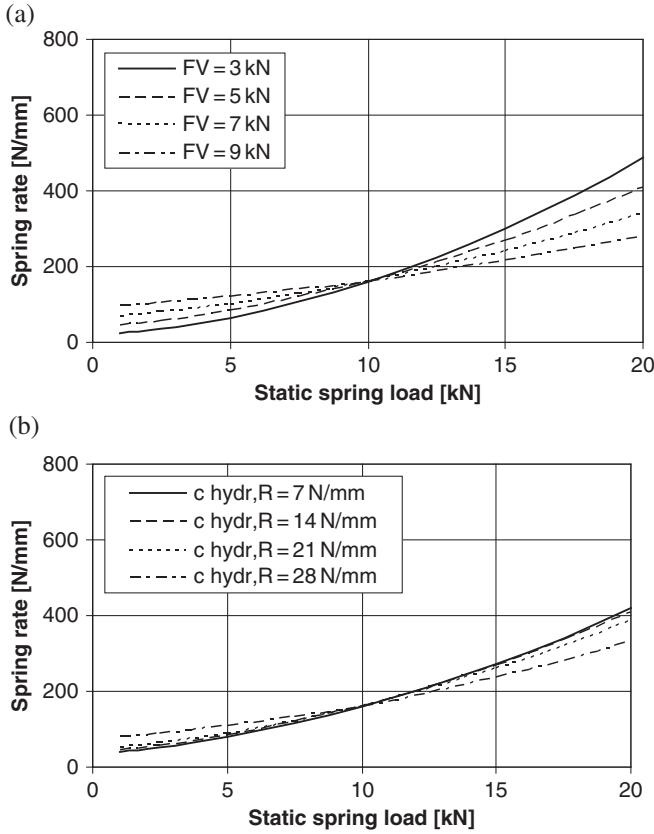 (a)
800
600
400
200
0
Spring rate [N/mm]
FV = 3 kN
FV = 5 kN
FV = 7 kN
FV = 9 kN
0 5 10 15 20
Static spring load [kN]
(b)
800
600
400
200
0
Spring rate [N/mm]
c hydr,R = 7 N/mm
c hydr,R = 14 N/mm
c hydr,R = 21 N/mm
c hydr,R = 28 N/mm
0 5 10 15 20
Static spring load [kN]